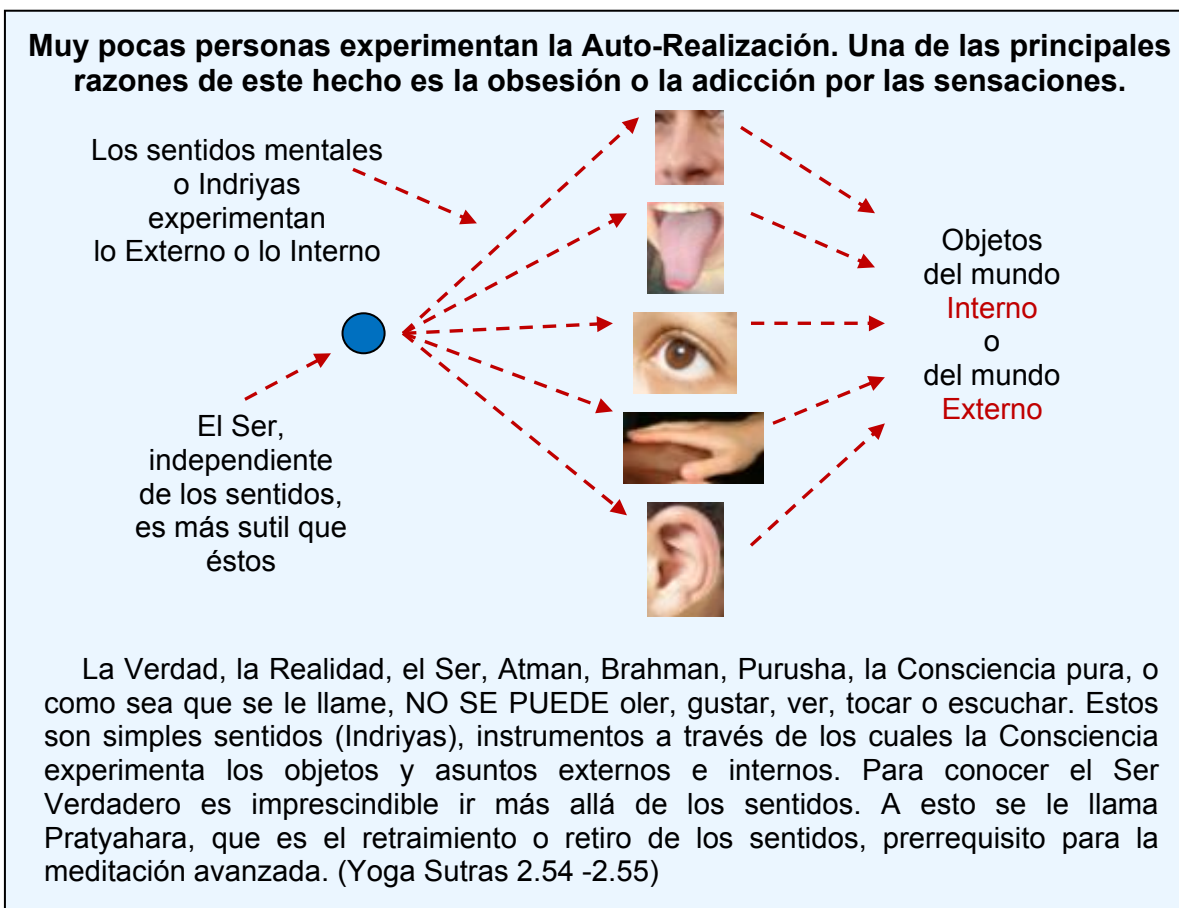 Muy pocas personas experimentan la Auto-Realización. Una de las principales
razones de este hecho es la obsesión o la adicción por las sensaciones.
Los sentidos mentales
o Indriyas
experimentan
lo Externo o lo Interno
El Ser,
independiente
de los sentidos,
es más sutil que
éstos
Objetos
del mundo
Interno
o
del mundo
Externo
La Verdad, la Realidad, el Ser, Atman, Brahman, Purusha, la Consciencia pura, o
como sea que se le llame, NO SE PUEDE oler, gustar, ver, tocar o escuchar. Estos
son simples sentidos (Indriyas), instrumentos a través de los cuales la Consciencia
experimenta los objetos y asuntos externos e internos. Para conocer el Ser
Verdadero es imprescindible ir más allá de los sentidos. A esto se le llama
Pratyahara, que es el retraimiento o retiro de los sentidos, prerrequisito para la
meditación avanzada. (Yoga Sutras 2.54 -2.55)